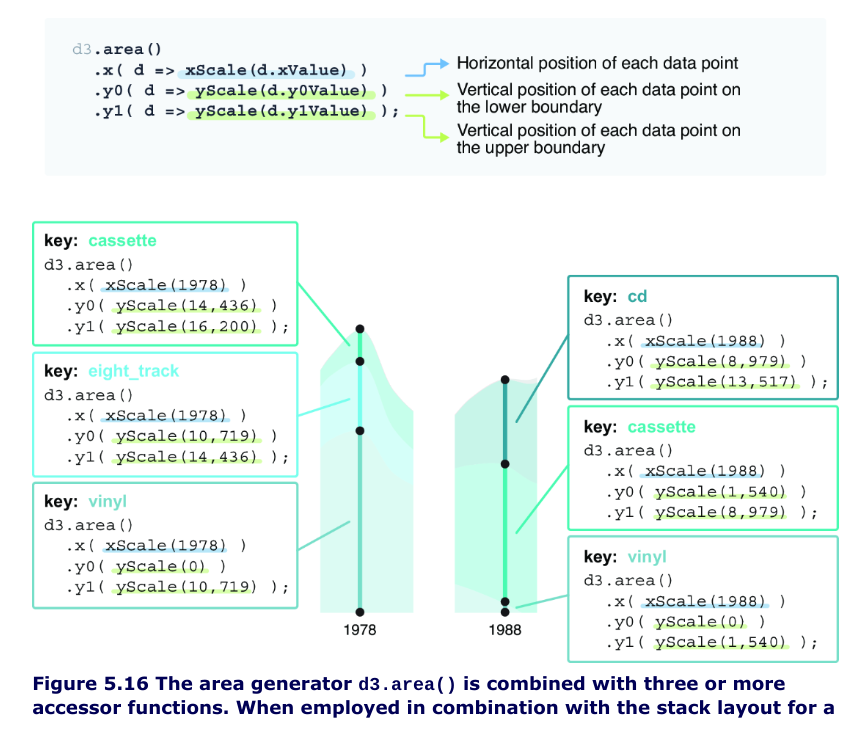 d3.area()
.x( d => xScale(d.xValue) )
.y0( d => yScale(d.y0Value) )
.y1( d => yScale(d.y1Value) );
Horizontal position of each data point
Vertical position of each data point on
the lower boundary
Vertical position of each data point on
the upper boundary
key: cassette
d3.area()
.x( xScale(1978) )
.y0( yScale(14,436) )
.y1( yScale(16,200) );
key: eight_track
d3.area()
.x( xScale(1978) )
.y0( yScale(10,719) )
.y1( yScale(14,436) );
key: vinyl
d3.area()
.x( xScale(1978) )
.y0( yScale(0) )
.y1( yScale(10,719) );
1978
key: cd
d3.area()
.x( xScale(1988) )
.y0( yScale(8,979) )
.y1( yScale(13,517) );
key: cassette
d3.area()
.x( xScale(1988) )
.y0( yScale(1,540) )
.y1( yScale(8,979) );
key: vinyl
d3.area()
.x( xScale(1988) )
.y0( yScale(0) )
.y1( yScale(1,540) );
1988
Figure 5.16 The area generator d3.area() is combined with three or more
accessor functions. When employed in combination with the stack layout for a